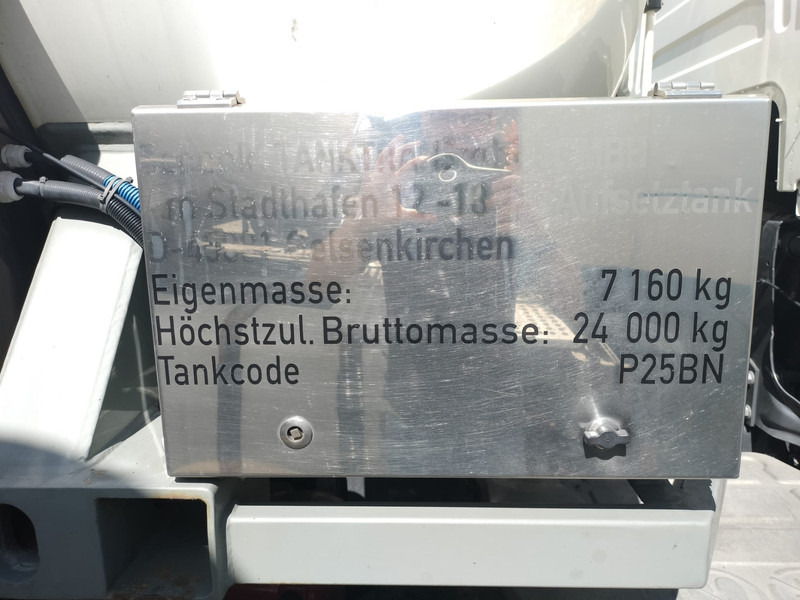 Am Stadthafen 12 -13
Aufsetztank
Gelsenkirchen
Eigenmasse: 7 160 kg
Höchstzul. Bruttomasse: 24 000 kg
Tankcode P25BN